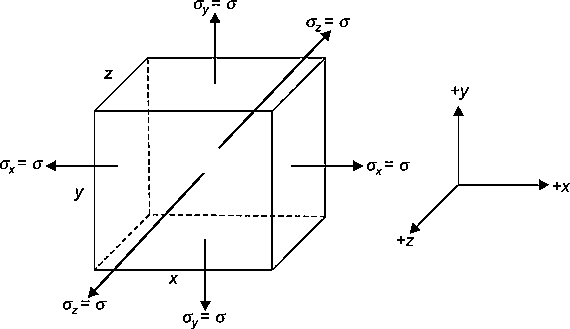 σy = σ
σz = σ
z
+y
σx = σ
σx = σ
y
+x
x
+z
σz = σ
σy = σ